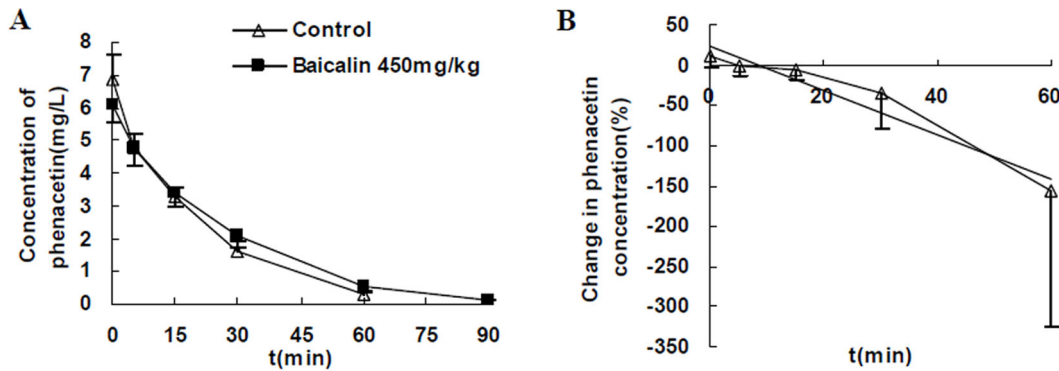 A
Control
Baicalin 450mg/kg
Concentration of
phenacetin(mg/L)
8
7
6
5
4
3
2
1
0
0 15 30 45 60 75 90
t(min)
B
Change in phenacetin
concentration(%)
50
0
-50
-100
-150
-200
-250
-300
-350
0 20 40 60
t(min)